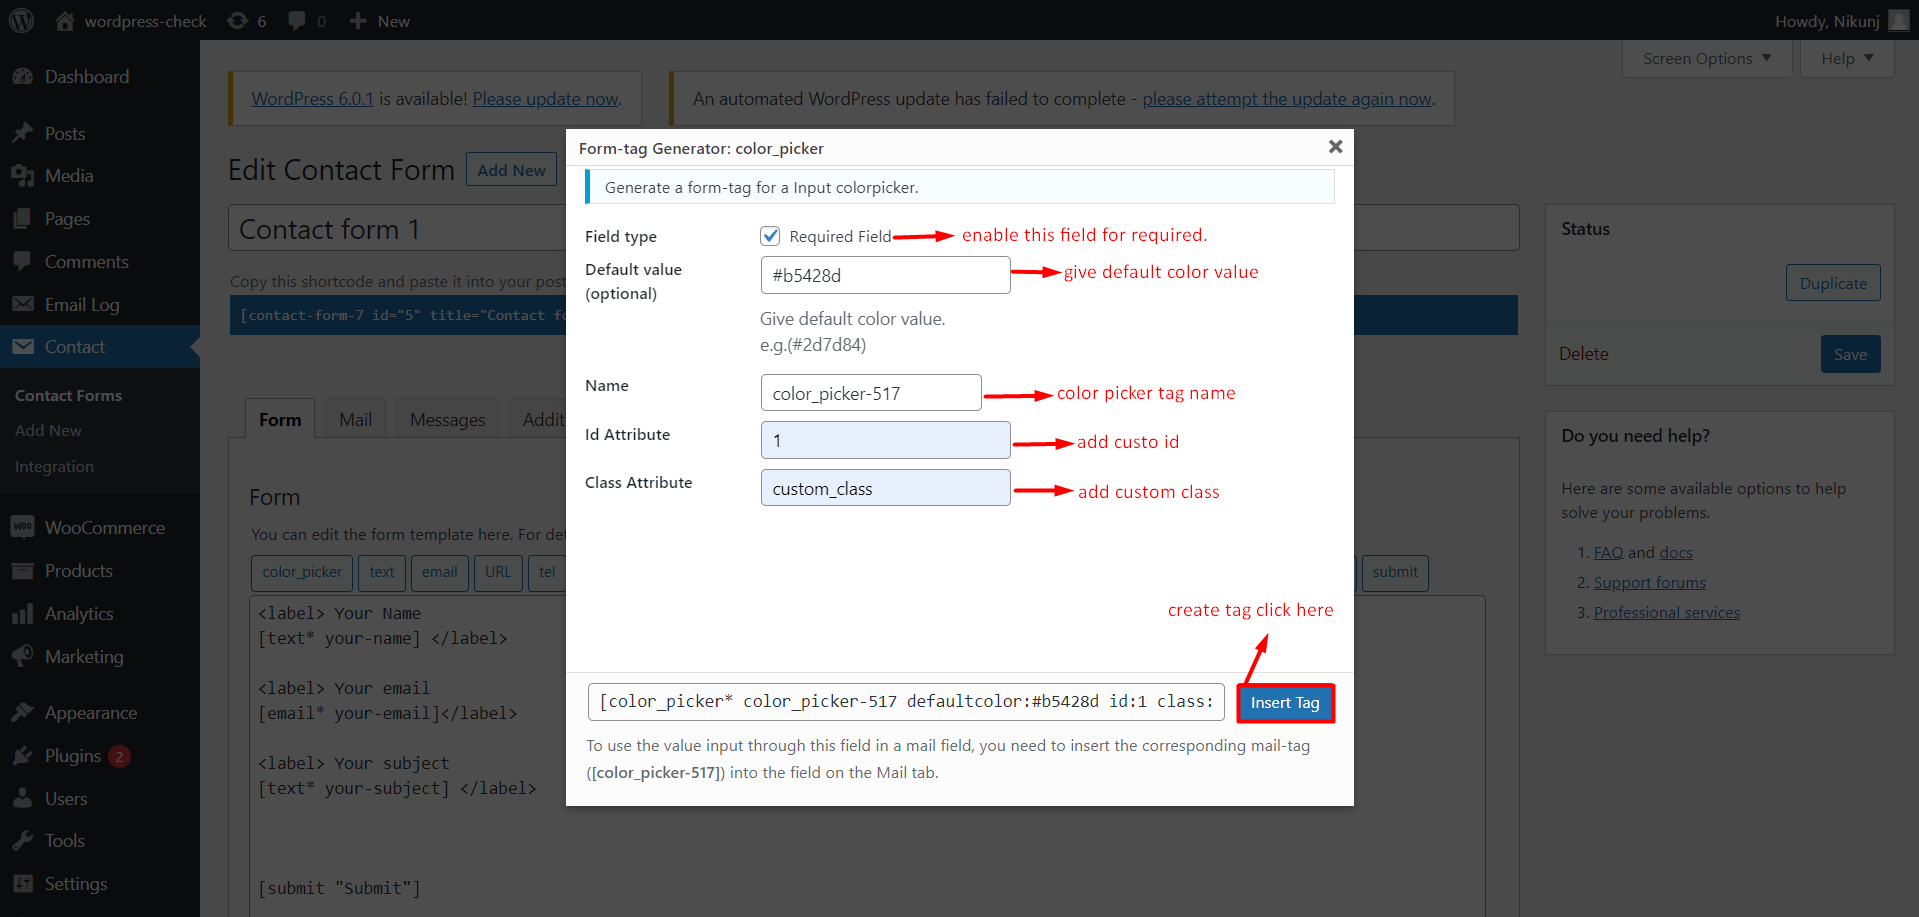 wordpress-check 6 0 New
Howdy, Nikunj
Screen Options Help
Dashboard
Posts
Media
Pages
Comments
Email Log
Contact
Contact Forms
Add New
Integration
WooCommerce
Products
Analytics
Marketing
Appearance
Plugins 2
Users
Tools
Settings
WordPress 6.0.1 is available! Please update now.
An automated WordPress update has failed to complete - please attempt the update again now.
Edit Contact Form Add New
Contact form 1
Copy this shortcode and paste it into your post
[contact-form-7 id="5" title="Contact fo
Form Mail Messages Addit
Form
You can edit the form template here. For det
color_picker text email URL tel submit
<label> Your Name
[text* your-name] </label>
<label> Your email
[email* your-email]</label>
<label> Your subject
[text* your-subject] </label>
[submit "Submit"]
Form-tag Generator: color_picker
Generate a form-tag for a Input colorpicker.
Field type Required Field enable this field for required.
Default value
(optional)
#b5428d give default color value
Give default color value.
e.g.(#2d7d84)
Name color_picker-517 color picker tag name
Id Attribute 1 add custo id
Class Attribute custom_class add custom class
create tag click here
[color_picker* color_picker-517 defaultcolor:#b5428d id:1 class: Insert Tag
To use the value input through this field in a mail field, you need to insert the corresponding mail-tag
([color_picker-517]) into the field on the Mail tab.
Status
Duplicate
Delete Save
Do you need help?
Here are some available options to help
solve your problems.
1. FAQ and docs
2. Support forums
3. Professional services